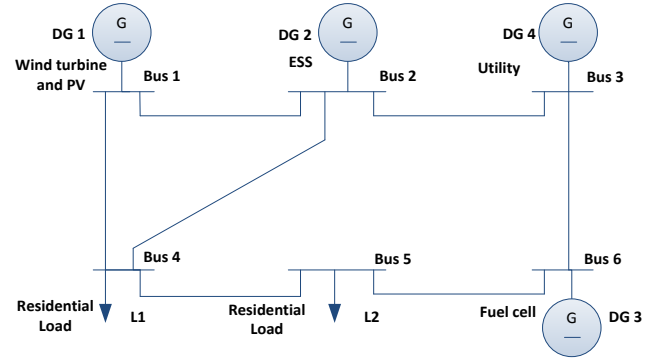 DG 1
G
DG 2
G
DG 4
G
Wind turbine
and PV
Bus 1
ESS
Bus 2
Utility
Bus 3
Bus 4
Bus 5
Bus 6
Residential
Load
L1
Residential
Load
L2
Fuel cell
G
DG 3